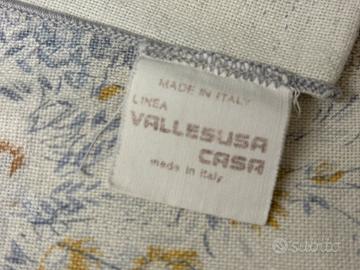 MADE IN ITALY
LINEA
VALLESUSA
CASA
made in italy
subito